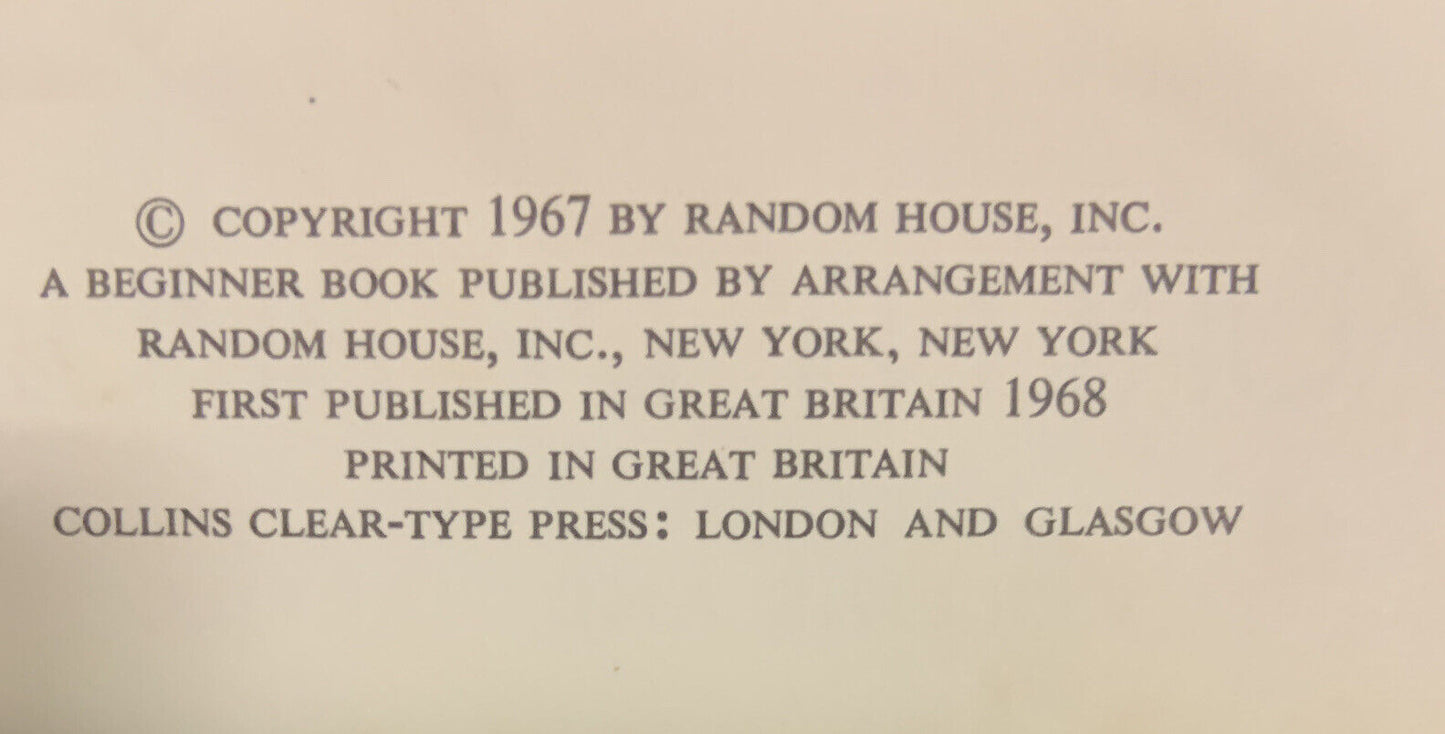 © COPYRIGHT 1967 BY RANDOM HOUSE, INC.
A BEGINNER BOOK PUBLISHED BY ARRANGEMENT WITH
RANDOM HOUSE, INC., NEW YORK, NEW YORK
FIRST PUBLISHED IN GREAT BRITAIN 1968
PRINTED IN GREAT BRITAIN
COLLINS CLEAR-TYPE PRESS: LONDON AND GLASGOW